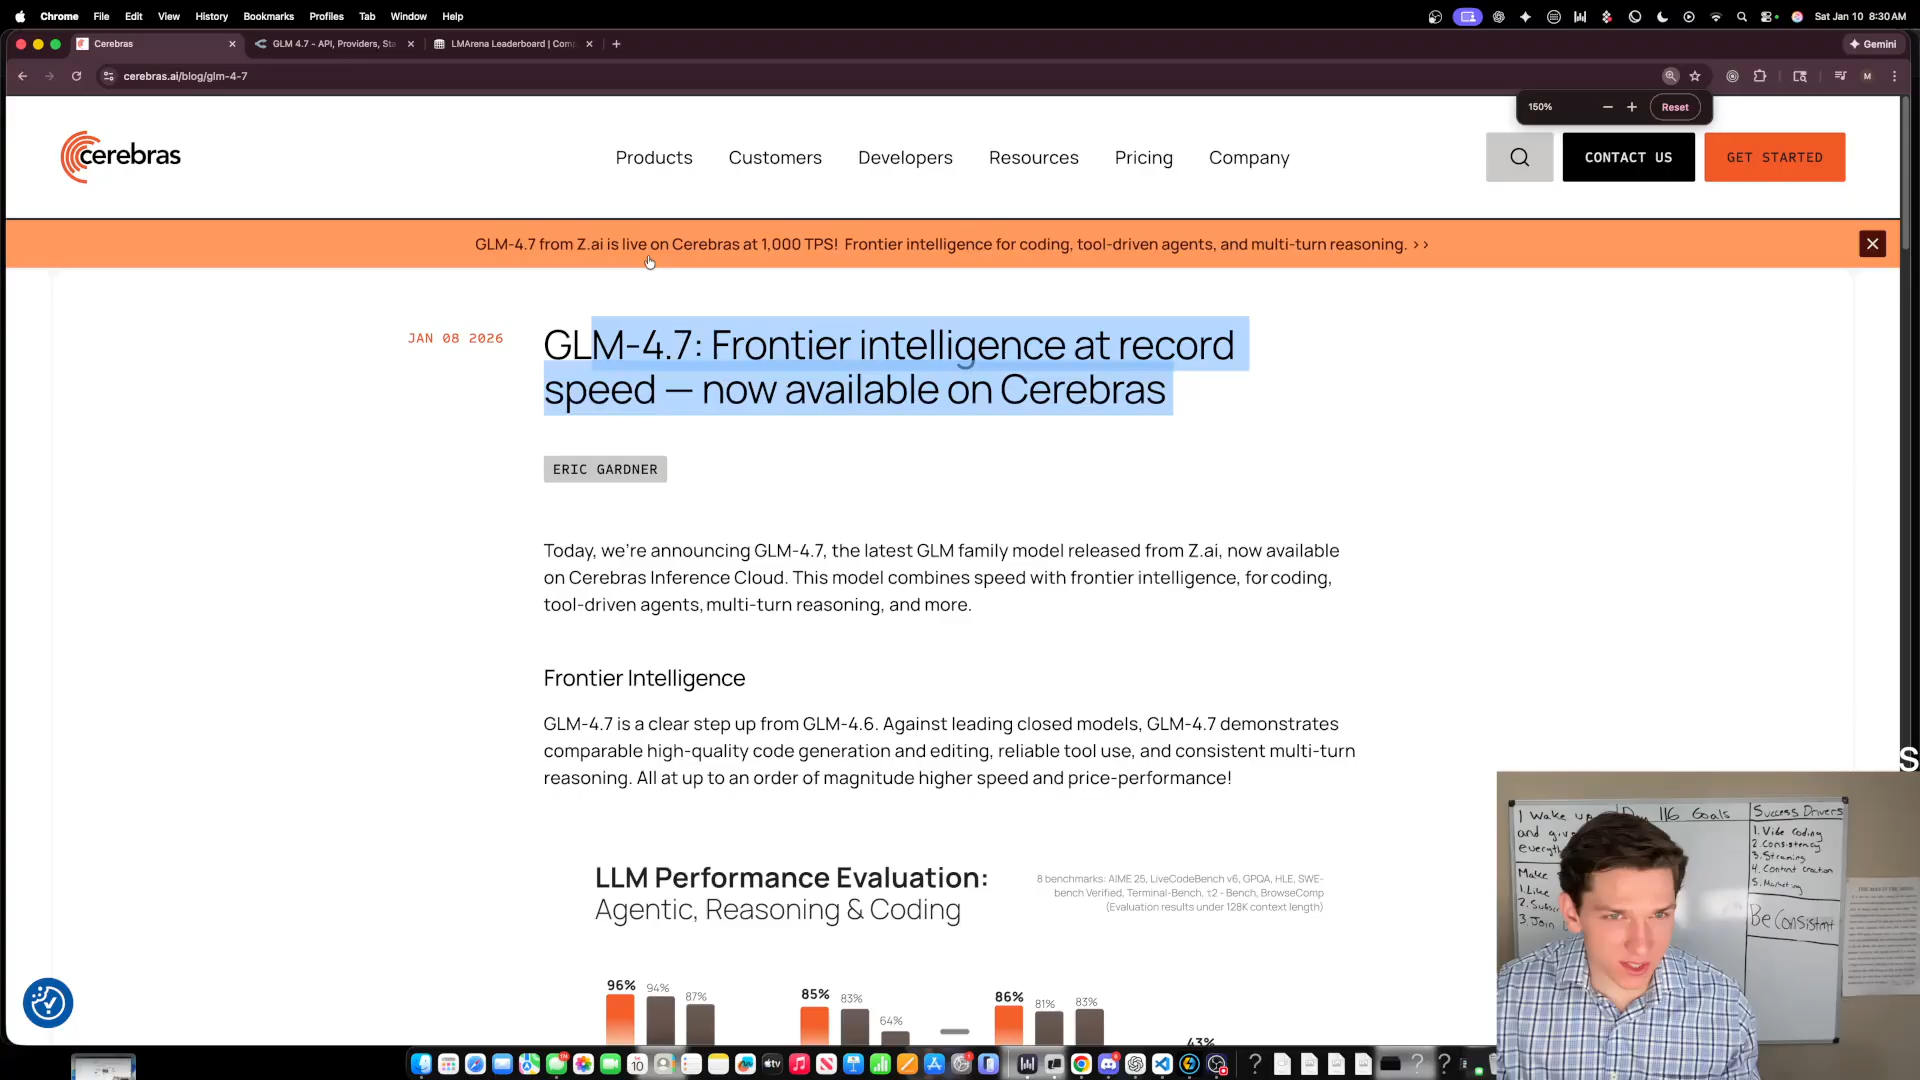 Chrome File Edit View History Bookmarks Profiles Tab Window Help
Sat Jan 10 8:30AM
Cerebras
GLM 4.7 - API, Providers, Sta
LMArena Leaderboard | Com
Gemini
cerebras.ai/blog/glm-4-7
M
150%
Reset
cerebras
Products Customers Developers Resources Pricing Company
CONTACT US
GET STARTED
GLM-4.7 from Z.ai is live on Cerebras at 1,000 TPS! Frontier intelligence for coding, tool-driven agents, and multi-turn reasoning. >>
JAN 08 2026
GLM-4.7: Frontier intelligence at record
speed — now available on Cerebras
ERIC GARDNER
Today, we're announcing GLM-4.7, the latest GLM family model released from Z.ai, now available
on Cerebras Inference Cloud. This model combines speed with frontier intelligence, for coding,
tool-driven agents, multi-turn reasoning, and more.
Frontier Intelligence
GLM-4.7 is a clear step up from GLM-4.6. Against leading closed models, GLM-4.7 demonstrates
comparable high-quality code generation and editing, reliable tool use, and consistent multi-turn
reasoning. All at up to an order of magnitude higher speed and price-performance!
LLM Performance Evaluation:
Agentic, Reasoning & Coding
8 benchmarks: AIME 25, LiveCodeBench v6, GPQA, HLE, SWE-
bench Verified, Terminal-Bench, τ2 - Bench, BrowseComp
(Evaluation results under 128K context length)
96% 94% 87%
85% 83% 64%
86% 81% 83%
43%
S
I Wake up
and giv
everyth
Make
1. Like
2. Subsc
3. Join
116 Goals
Success Drivers
1. Vibe Coding
2. Consistency
3. Streaming
4. Content creation
5. Marketing
Be Consistent